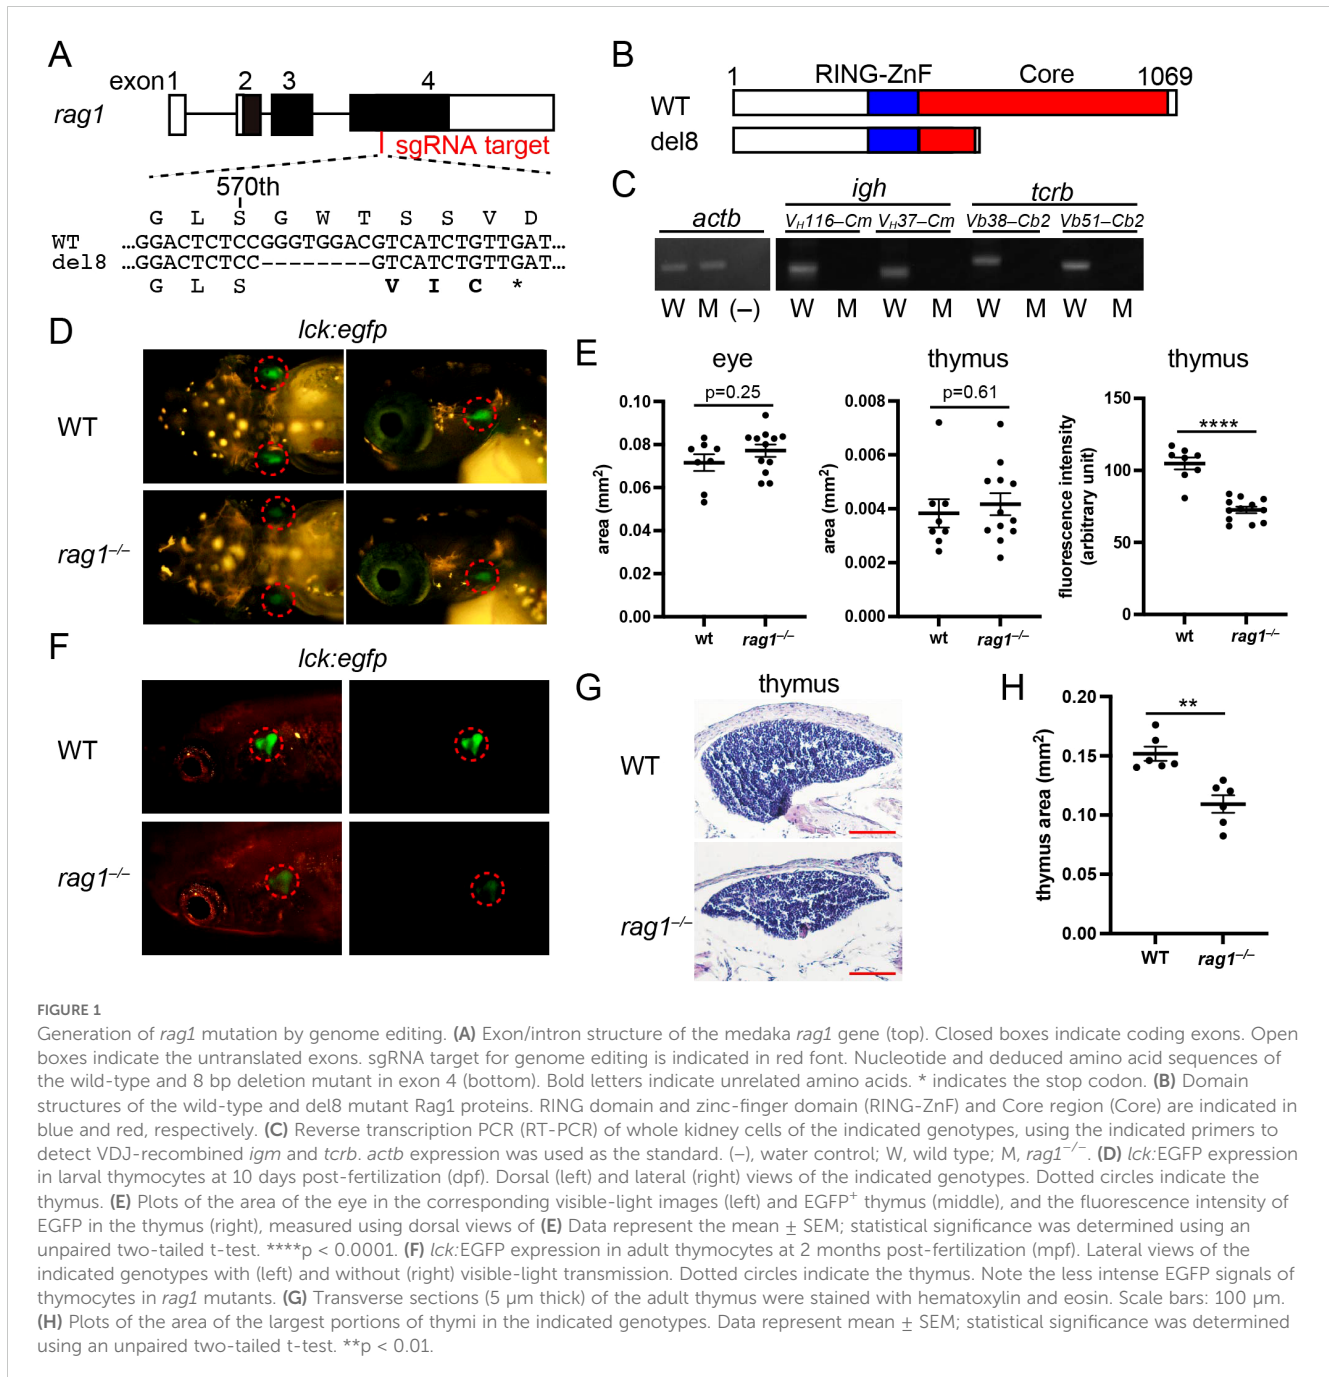 A
exon 1 2 3 4
rag1
sgRNA target
570th
G L S G W T S S V D
WT …GGACTCTCCGGGTGGACGTCATCTGTTGAT…
del8 …GGACTCTCC--------GTCATCTGTTGAT…
G L S V I C *
B
1 RING-ZnF Core 1069
WT
del8
C
igh tcrb
actb VH116–Cm VH37–Cm Vb38–Cb2 Vb51–Cb2
W M (–) W M W M W M W M
D
lck:egfp
WT
rag1–/–
E
eye
p=0.25
area (mm2)
0.10
0.08
0.06
0.04
0.02
0.00
wt rag1–/–
thymus
p=0.61
area (mm2)
0.008
0.006
0.004
0.002
0.000
wt rag1–/–
thymus
****
fluorescence intensity
(arbitrary unit)
150
100
50
0
wt rag1–/–
F
lck:egfp
WT
rag1–/–
G
thymus
WT
rag1–/–
H
**
thymus area (mm2)
0.20
0.15
0.10
0.05
0.00
WT rag1–/–
FIGURE 1
Generation of rag1 mutation by genome editing. (A) Exon/intron structure of the medaka rag1 gene (top). Closed boxes indicate coding exons. Open
boxes indicate the untranslated exons. sgRNA target for genome editing is indicated in red font. Nucleotide and deduced amino acid sequences of
the wild-type and 8 bp deletion mutant in exon 4 (bottom). Bold letters indicate unrelated amino acids. * indicates the stop codon. (B) Domain
structures of the wild-type and del8 mutant Rag1 proteins. RING domain and zinc-finger domain (RING-ZnF) and Core region (Core) are indicated in
blue and red, respectively. (C) Reverse transcription PCR (RT-PCR) of whole kidney cells of the indicated genotypes, using the indicated primers to
detect VDJ-recombined igm and tcrb. actb expression was used as the standard. (–), water control; W, wild type; M, rag1−/−. (D) lck:EGFP expression
in larval thymocytes at 10 days post-fertilization (dpf). Dorsal (left) and lateral (right) views of the indicated genotypes. Dotted circles indicate the
thymus. (E) Plots of the area of the eye in the corresponding visible-light images (left) and EGFP+ thymus (middle), and the fluorescence intensity of
EGFP in the thymus (right), measured using dorsal views of (E) Data represent the mean ± SEM; statistical significance was determined using an
unpaired two-tailed t-test. ****p < 0.0001. (F) lck:EGFP expression in adult thymocytes at 2 months post-fertilization (mpf). Lateral views of the
indicated genotypes with (left) and without (right) visible-light transmission. Dotted circles indicate the thymus. Note the less intense EGFP signals of
thymocytes in rag1 mutants. (G) Transverse sections (5 μm thick) of the adult thymus were stained with hematoxylin and eosin. Scale bars: 100 μm.
(H) Plots of the area of the largest portions of thymi in the indicated genotypes. Data represent mean ± SEM; statistical significance was determined
using an unpaired two-tailed t-test. **p < 0.01.